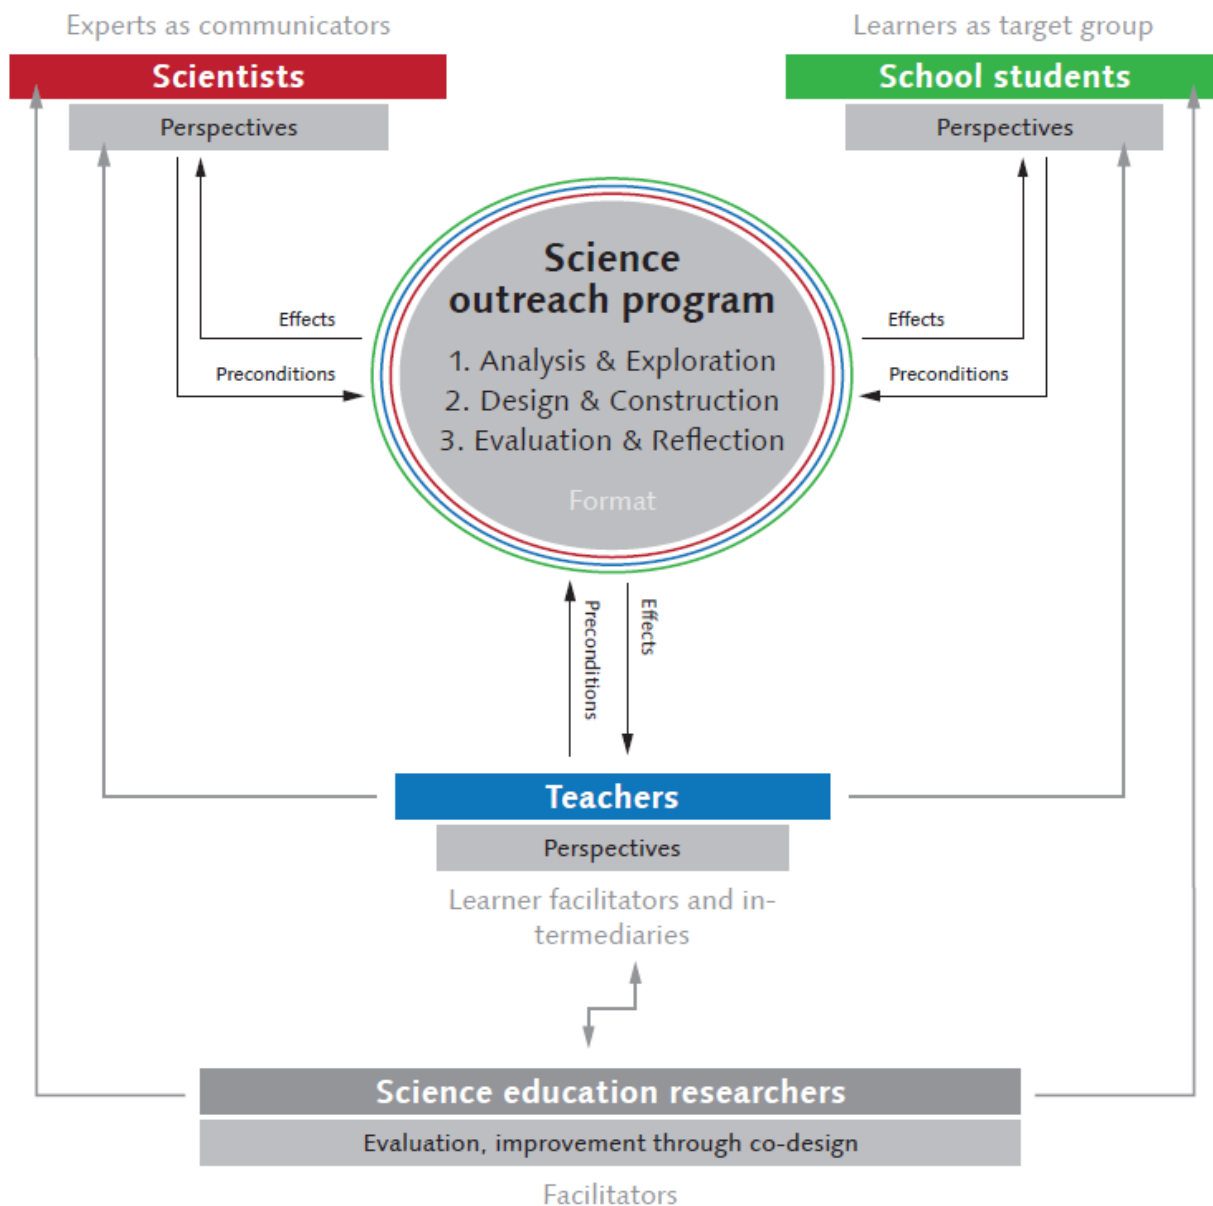 Experts as communicators
Learners as target group
Scientists
School students
Perspectives
Perspectives
Science
outreach program
Effects
Effects
1. Analysis & Exploration
Preconditions
Preconditions
2. Design & Construction
3. Evaluation & Reflection
Format
Preconditions
Effects
Teachers
Perspectives
Learner facilitators and in-
termediaries
Science education researchers
Evaluation, improvement through co-design
Facilitators